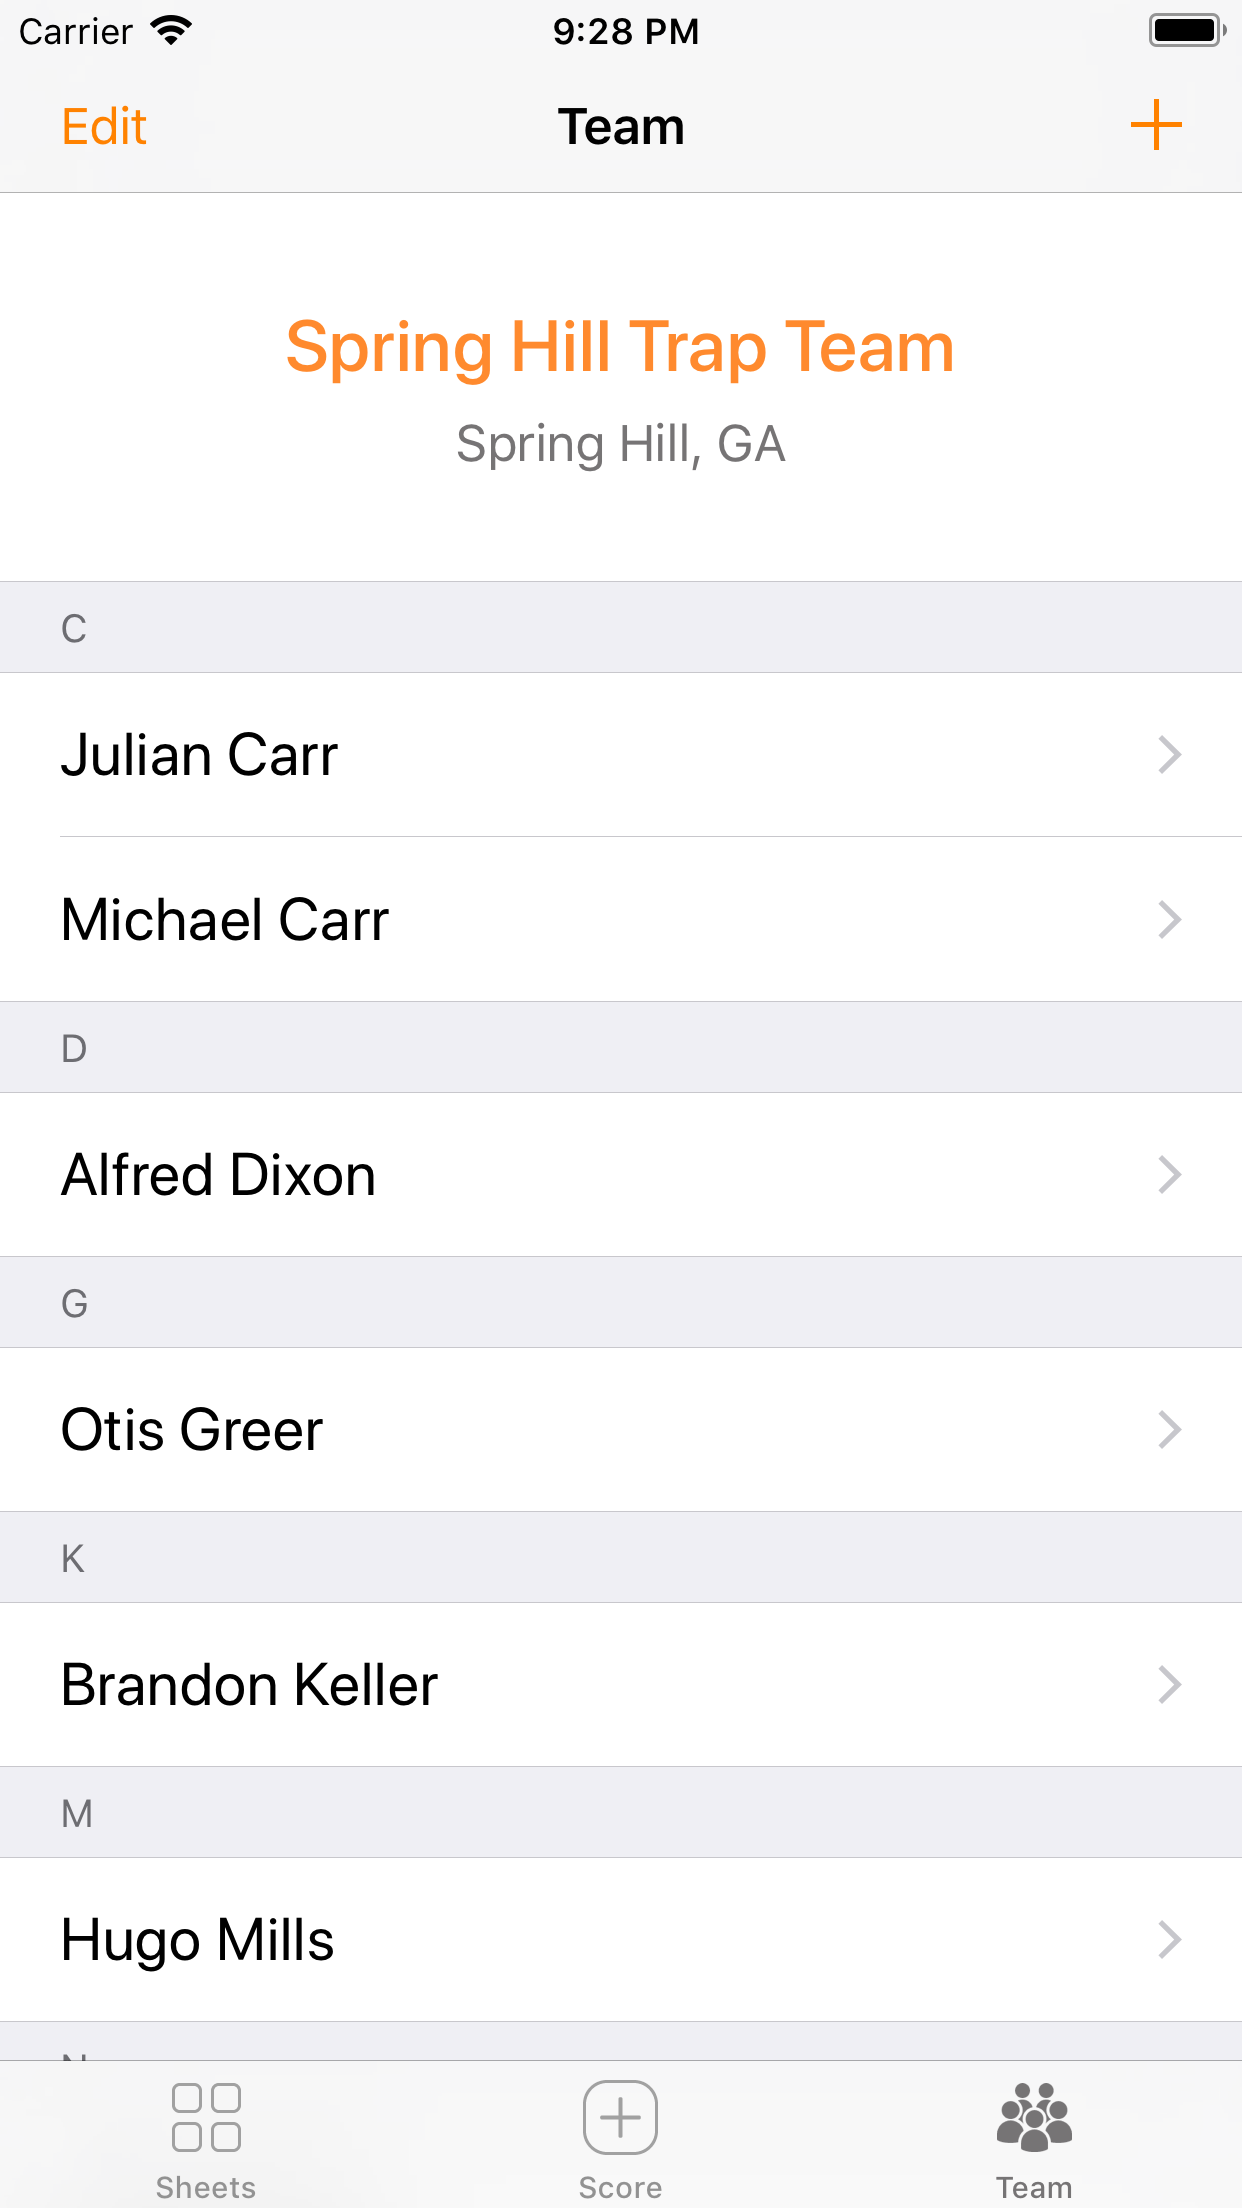 Carrier 9:28 PM
Edit Team
Spring Hill Trap Team
Spring Hill, GA
C
Julian Carr
Michael Carr
D
Alfred Dixon
G
Otis Greer
K
Brandon Keller
M
Hugo Mills
Sheets Score Team